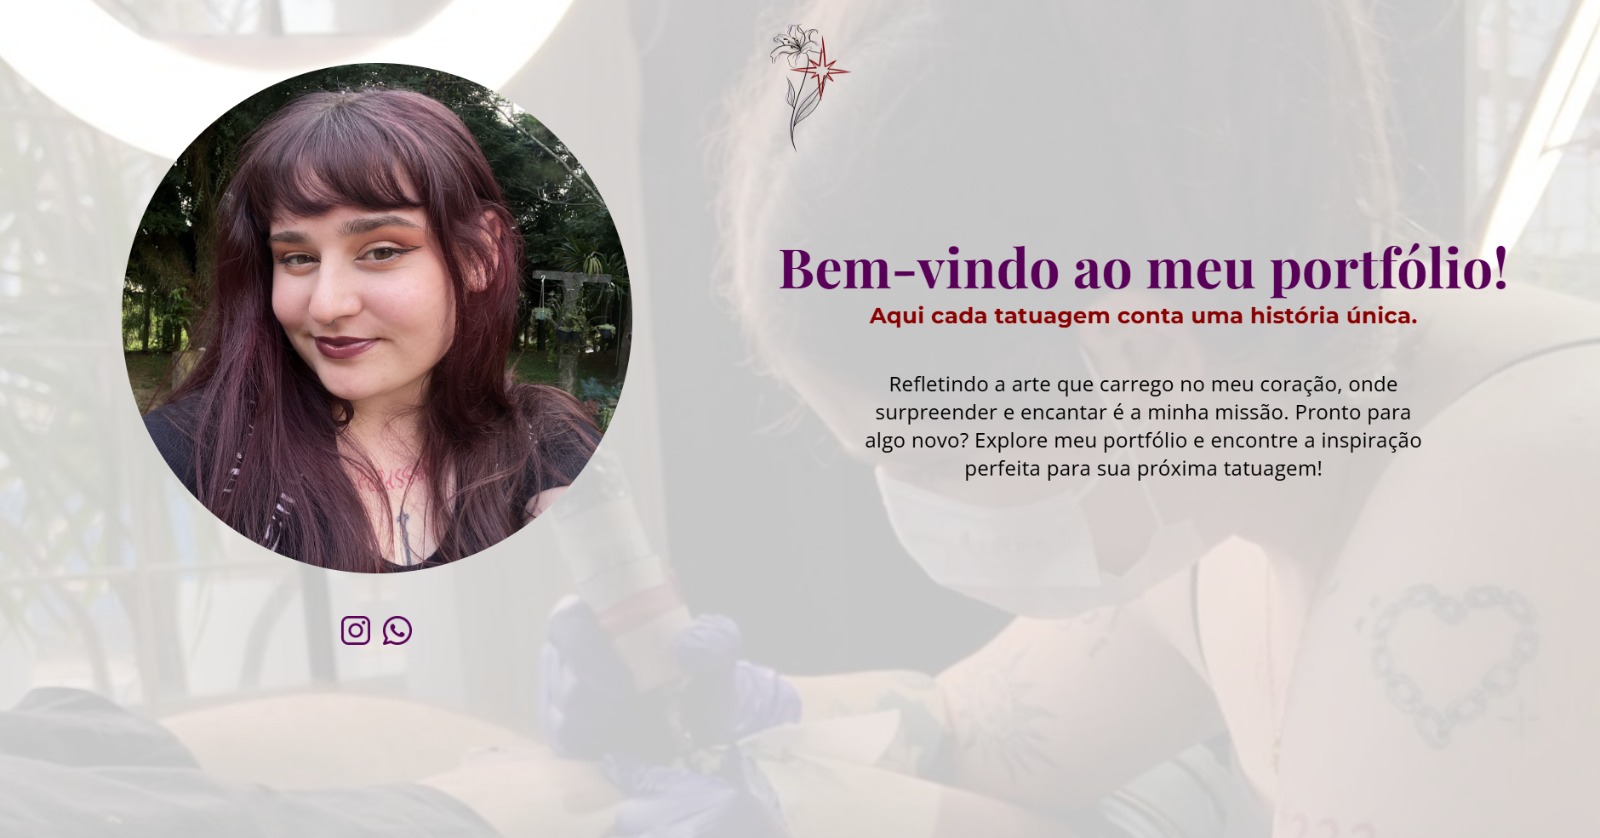 Bem-vindo ao meu portfólio!
Aqui cada tatuagem conta uma história única.
Refletindo a arte que carrego no meu coração, onde
surpreender e encantar é a minha missão. Pronto para
algo novo? Explore meu portfólio e encontre a inspiração
perfeita para sua próxima tatuagem!